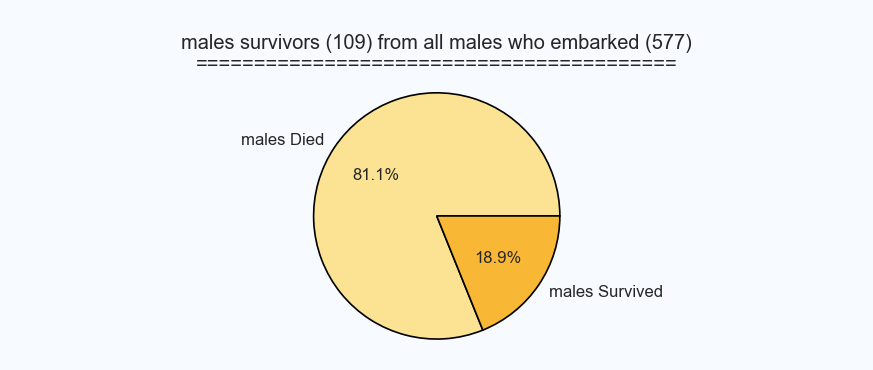 males survivors (109) from all males who embarked (577)
=========================================
males Died
81.1%
18.9%
males Survived